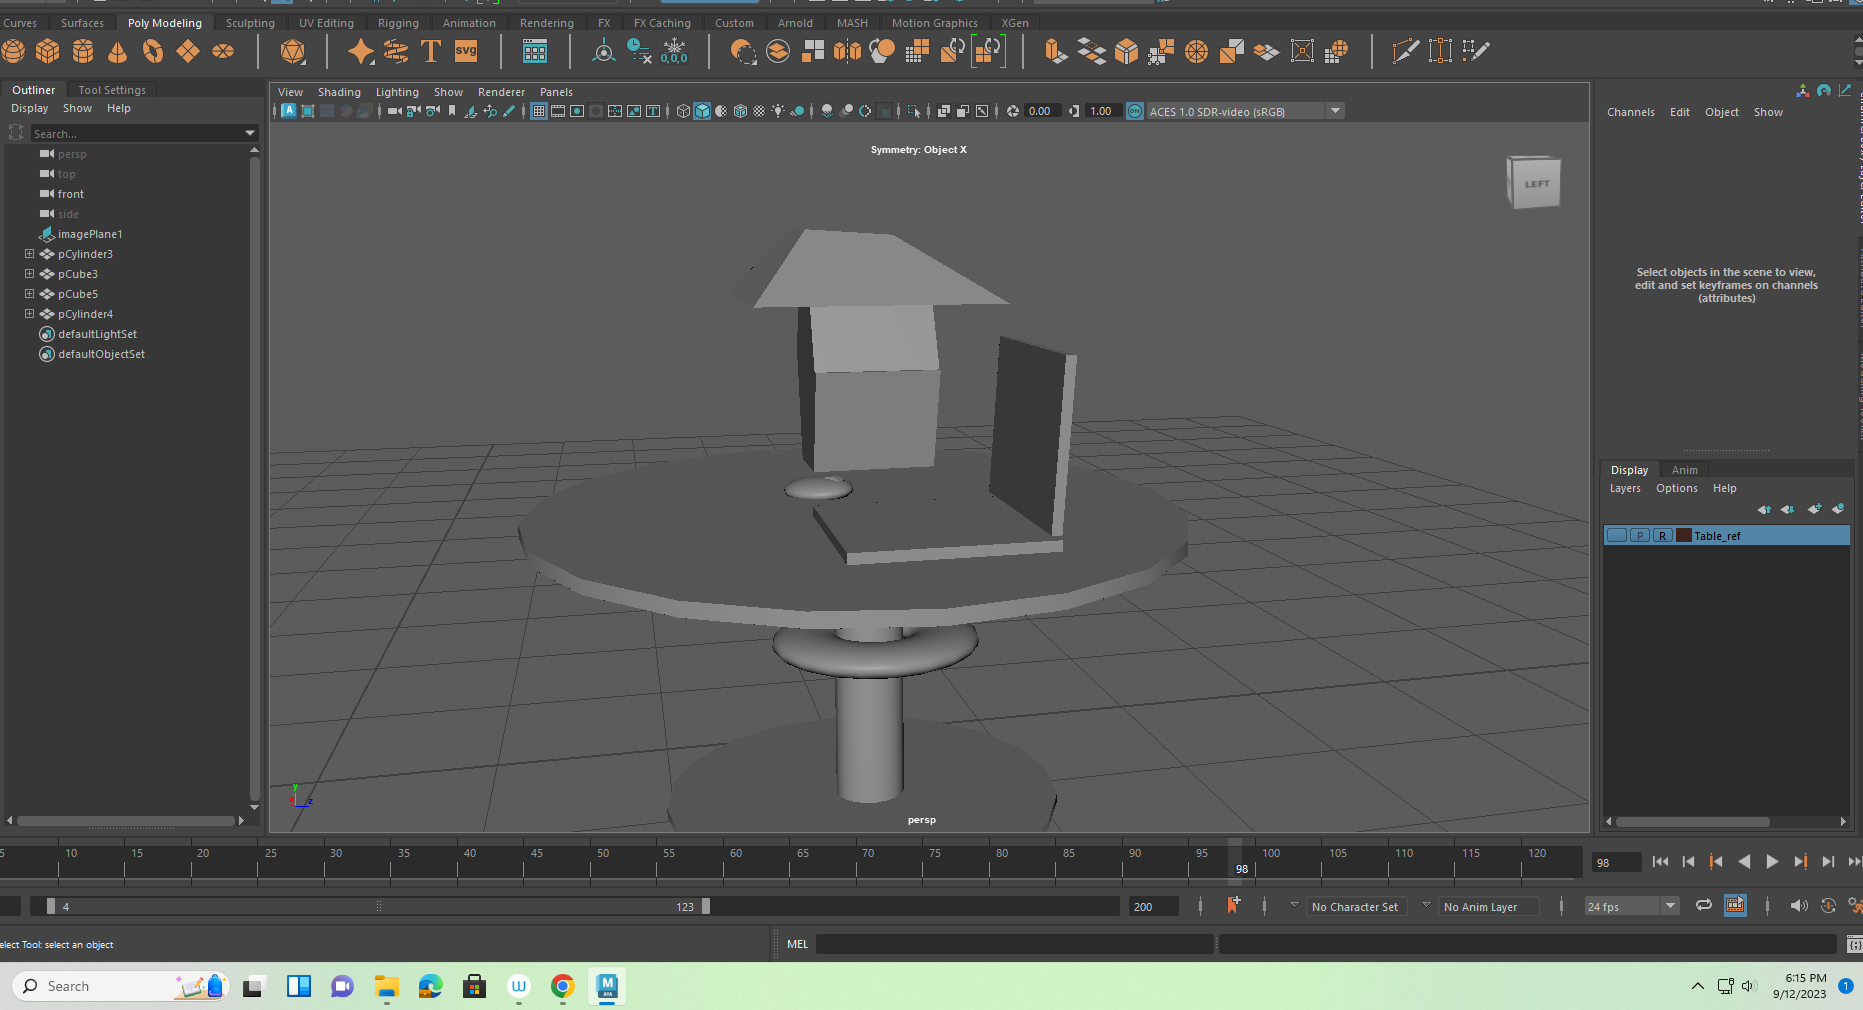 Curves Surfaces Poly Modeling Sculpting UV Editing Rigging Animation Rendering FX FX Caching Custom Arnold MASH Motion Graphics XGen
T svg 0,0,0
Outliner Tool Settings
Display Show Help
Search...
persp
top
front
side
imagePlane1
pCylinder3
pCube3
pCube5
pCylinder4
defaultLightSet
defaultObjectSet
View Shading Lighting Show Renderer Panels
A T 0.00 1.00 ON ACES 1.0 SDR-video (sRGB)
Symmetry: Object X
LEFT
y
z
persp
Channels Edit Object Show
Select objects in the scene to view,
edit and set keyframes on channels
(attributes)
Display Anim
Layers Options Help
P R Table_ref
5 10 15 20 25 30 35 40 45 50 55 60 65 70 75 80 85 90 95 100 105 110 115 120
98
98
4 123 200 No Character Set No Anim Layer 24 fps
elect Tool: select an object
MEL
Search
M
6:15 PM
9/12/2023
1